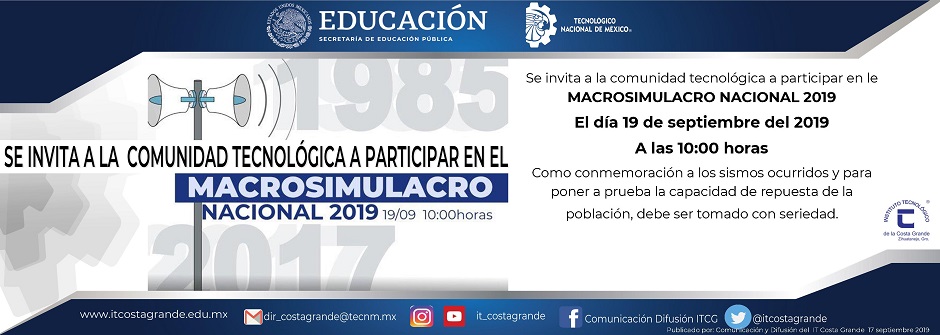 EDUCACIÓN
SECRETARÍA DE EDUCACIÓN PÚBLICA
TECNOLÓGICO
NACIONAL DE MÉXICO®
1985
SE INVITA A LA COMUNIDAD TECNOLÓGICA A PARTICIPAR EN EL
MACROSIMULACRO
NACIONAL 2019 19/09 10:00horas
2017
Se invita a la comunidad tecnológica a participar en le
MACROSIMULACRO NACIONAL 2019
El día 19 de septiembre del 2019
A las 10:00 horas
Como conmemoración a los sismos ocurridos y para
poner a prueba la capacidad de repuesta de la
población, debe ser tomado con seriedad.
INSTITUTO TECNOLÓGICO
de la Costa Grande
Zihuatanejo, Gro.
www.itcostagrande.edu.mx
dir_costagrande@tecnm.mx
it_costagrande
Comunicación Difusión ITCG
@itcostagrande
Publicado por: Comunicación y Difusión del IT Costa Grande 17 septiembre 2019